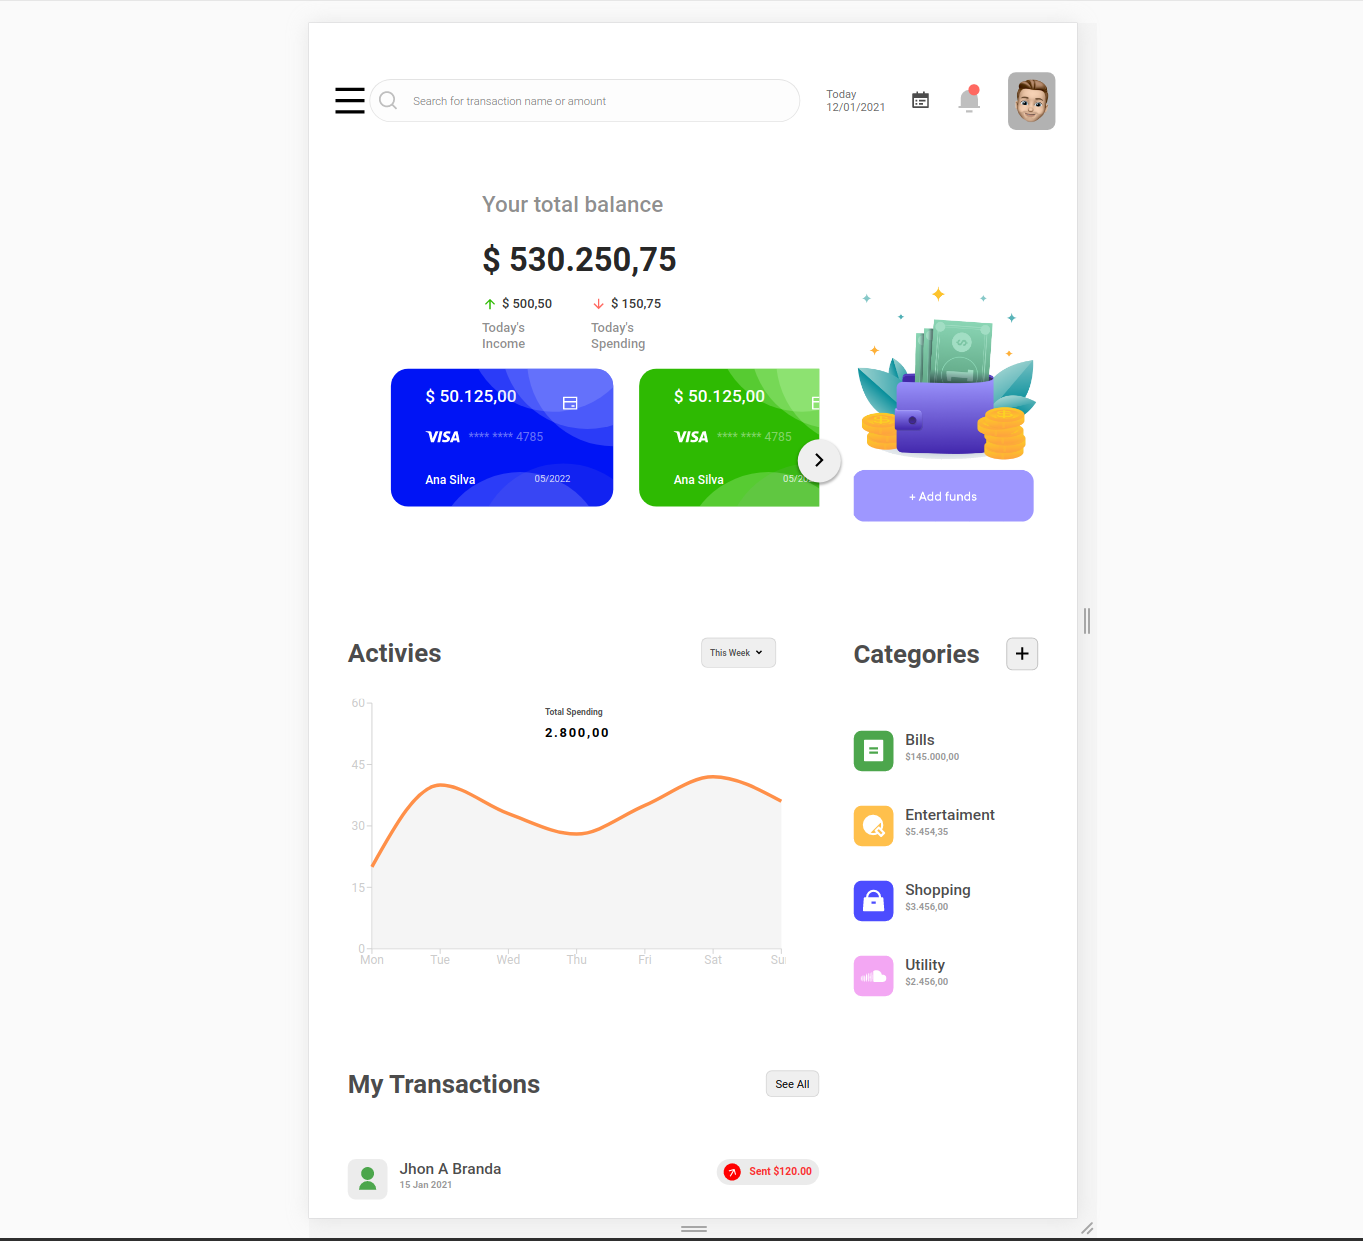 Search for transaction name or amount
Today
12/01/2021
Your total balance
$ 530.250,75
$ 500,50
$ 150,75
Today's
Income
Today's
Spending
$ 50.125,00
VISA **** **** 4785
Ana Silva 05/2022
$ 50.125,00
VISA **** **** 4785
Ana Silva 05/2
+ Add funds
Activies
This Week
Total Spending
2.800,00
60
45
30
15
0
Mon Tue Wed Thu Fri Sat Su
Categories
+
Bills
$145.000,00
Entertaiment
$5.454,35
Shopping
$3.456,00
Utility
$2.456,00
My Transactions
See All
Jhon A Branda
15 Jan 2021
Sent $120.00